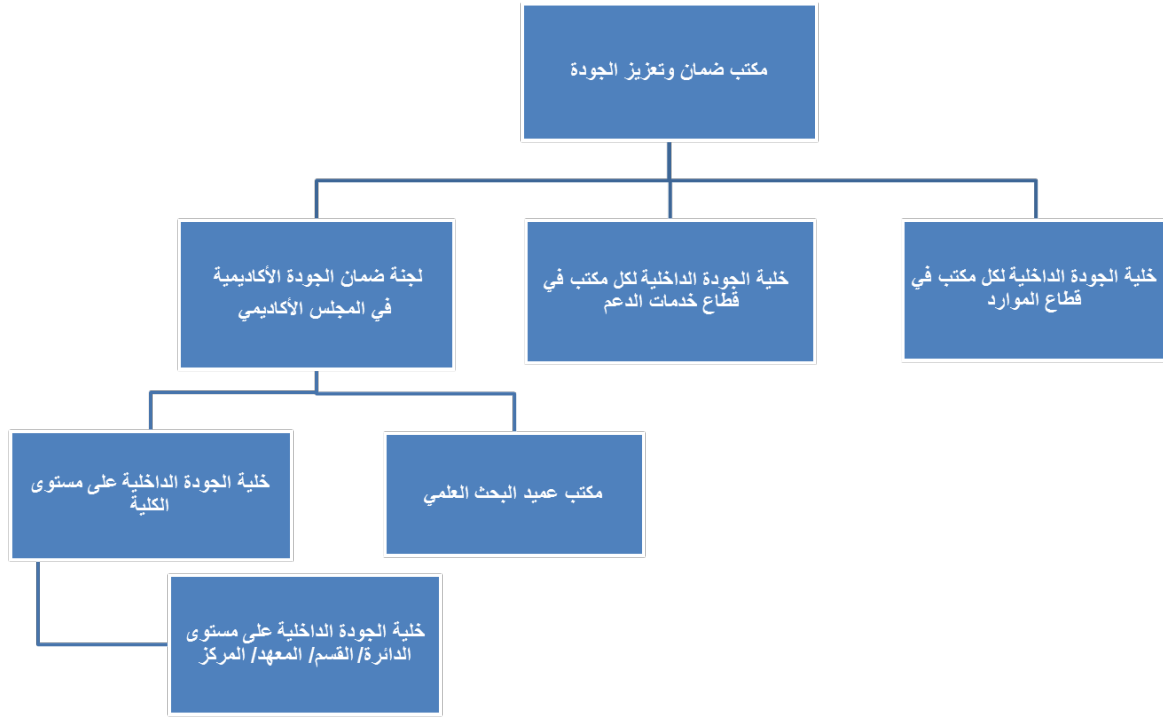 مكتب ضمان وتعزيز الجودة
خلية الجودة الداخلية لكل مكتب في
قطاع الموارد
خلية الجودة الداخلية لكل مكتب في
قطاع خدمات الدعم
لجنة ضمان الجودة الأكاديمية
في المجلس الأكاديمي
مكتب عميد البحث العلمي
خلية الجودة الداخلية على مستوى
الكلية
خلية الجودة الداخلية على مستوى
الدائرة/ القسم/ المعهد/ المركز